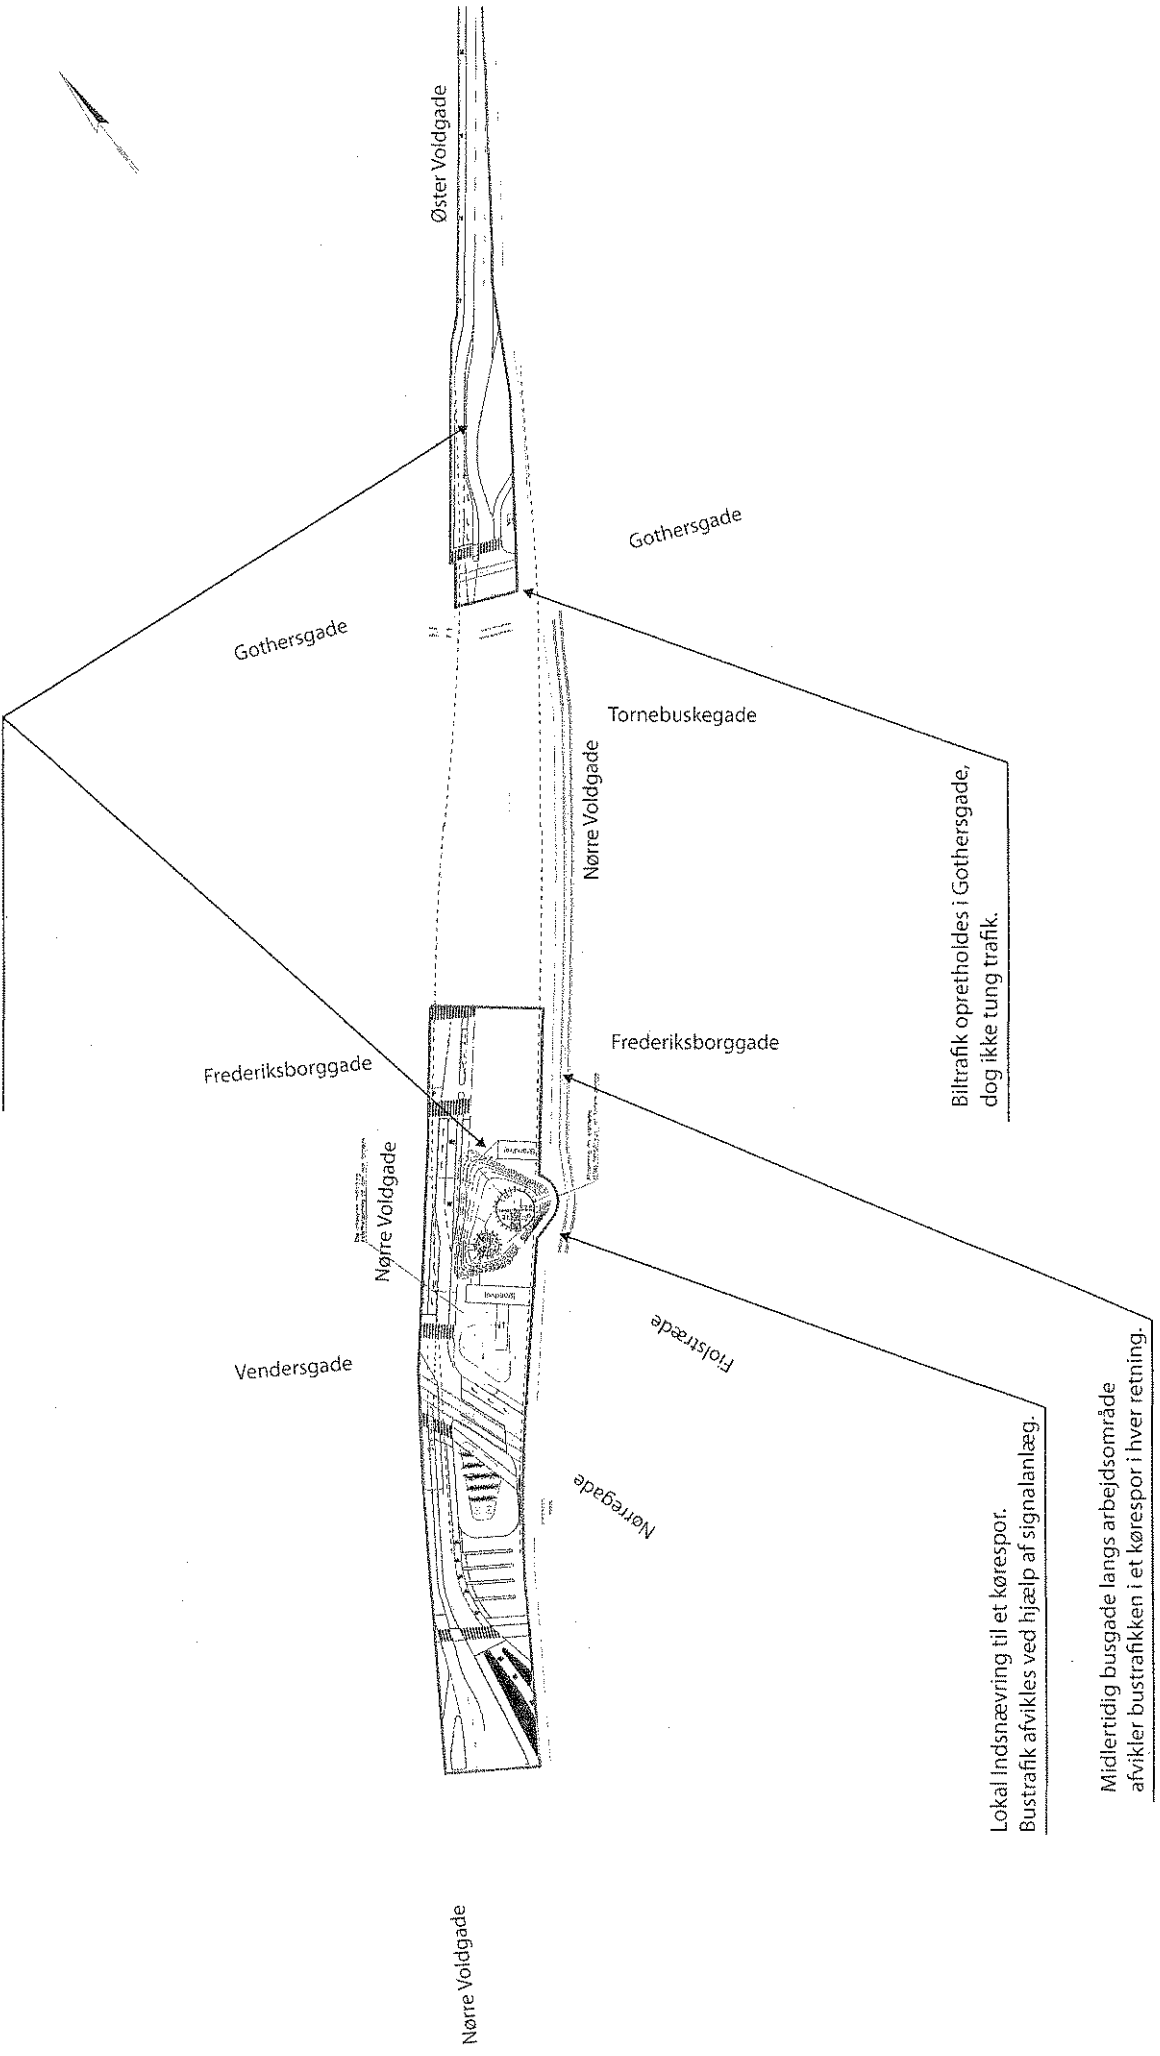 Øster Voldgade
Gothersgade
Gothersgade
Tornebuskegade
Nørre Voldgade
Biltrafik opretholdes i Gothersgade,
dog ikke tung trafik.
Frederiksborggade
Frederiksborggade
Nørre Voldgade
Brandvej
Brandvej
Vendersgade
Fiolstræde
Nørregade
Lokal Indsnævring til et kørespor.
Bustrafik afvikles ved hjælp af signalanlæg.
Midlertidig busgade langs arbejdsområde
afvikler bustrafikken i et kørespor i hver retning.
Nørre Voldgade